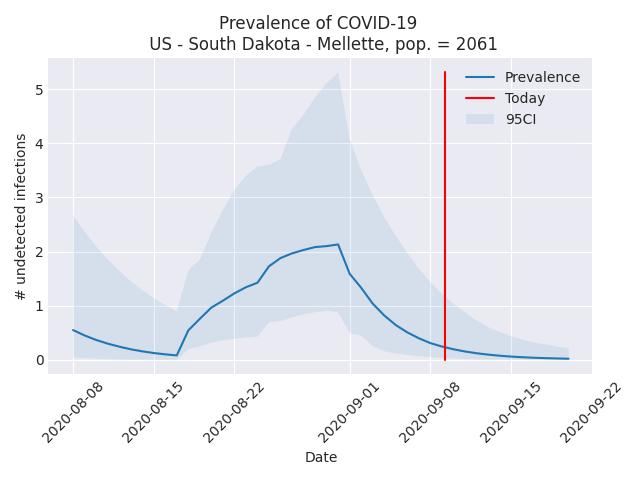 Prevalence of COVID-19
US - South Dakota - Mellette, pop. = 2061
# undetected infections
5
4
3
2
1
0
Prevalence
Today
95CI
2020-08-08
2020-08-15
2020-08-22
2020-09-01
2020-09-08
2020-09-15
2020-09-22
Date